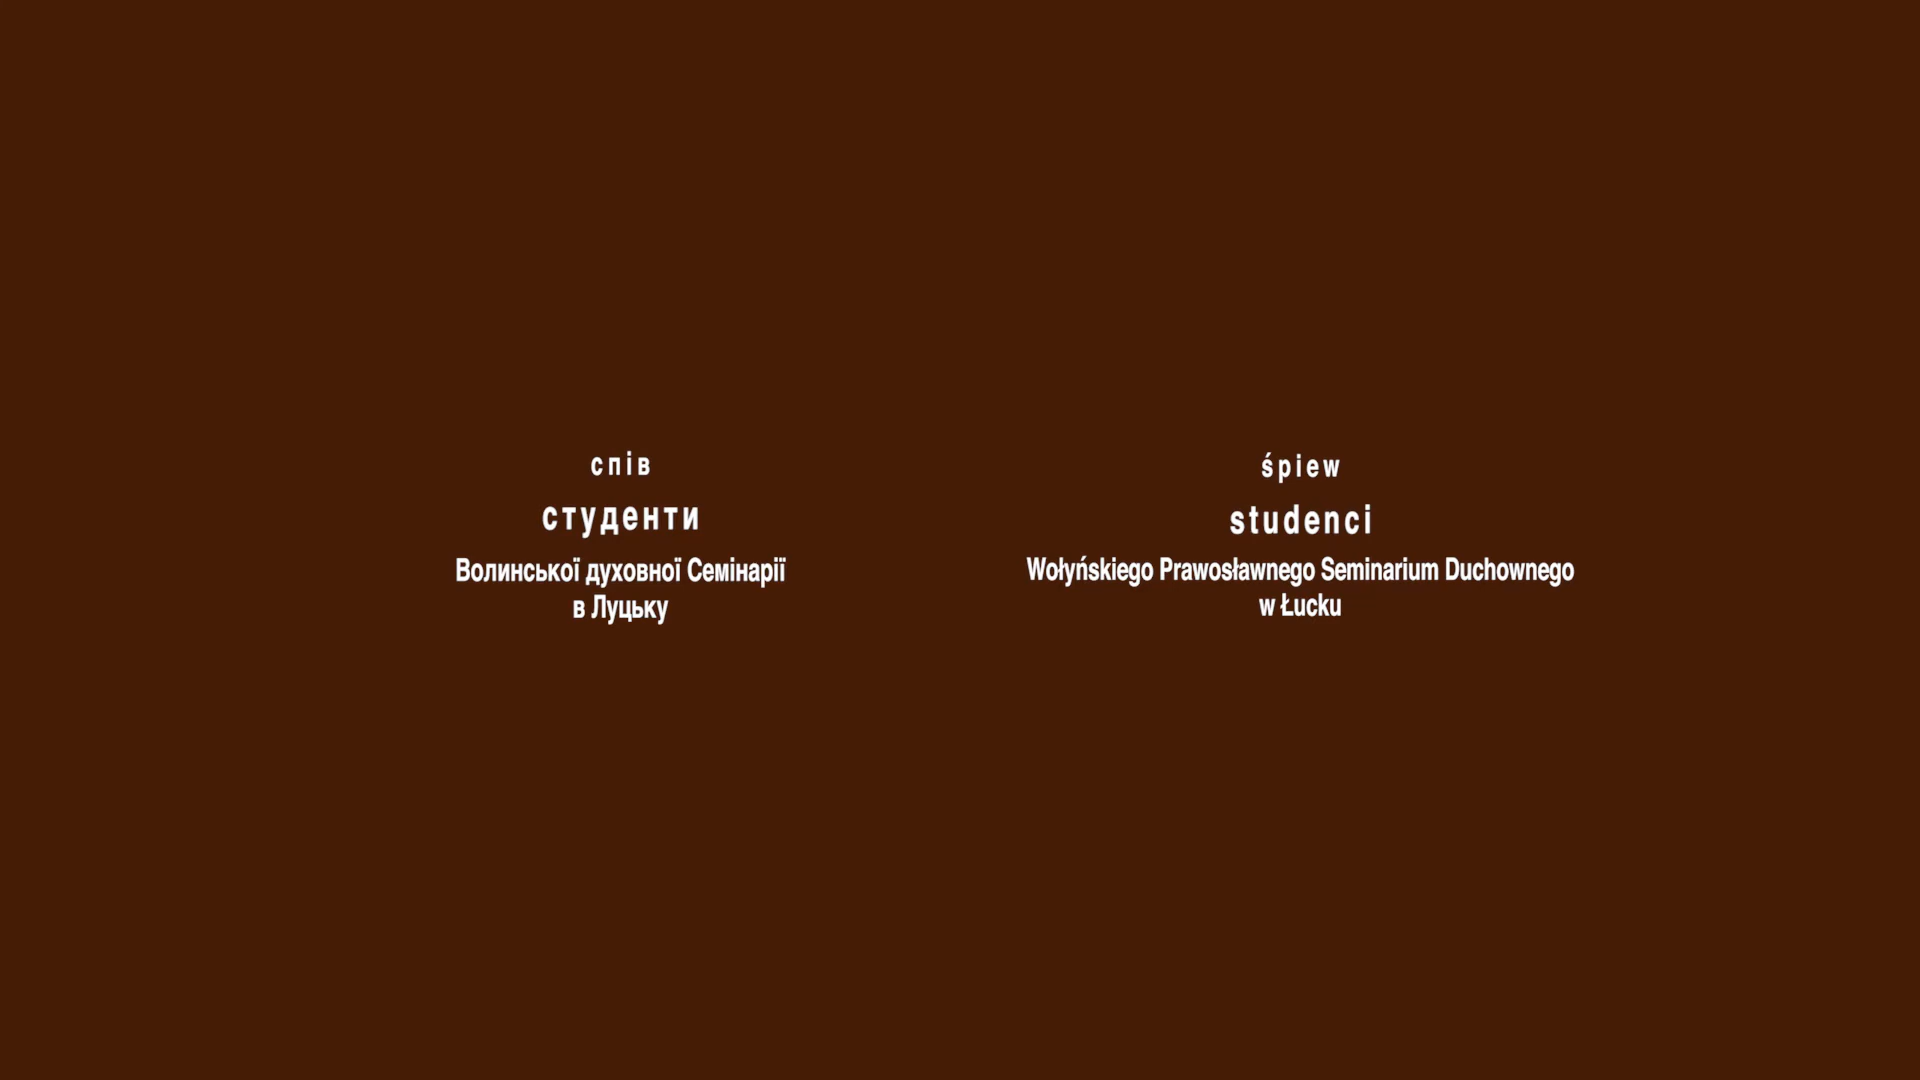 спів
студенти
Волинської духовної Семінарії
в Луцьку
śpiew
studenci
Wołyńskiego Prawosławnego Seminarium Duchownego
w Łucku